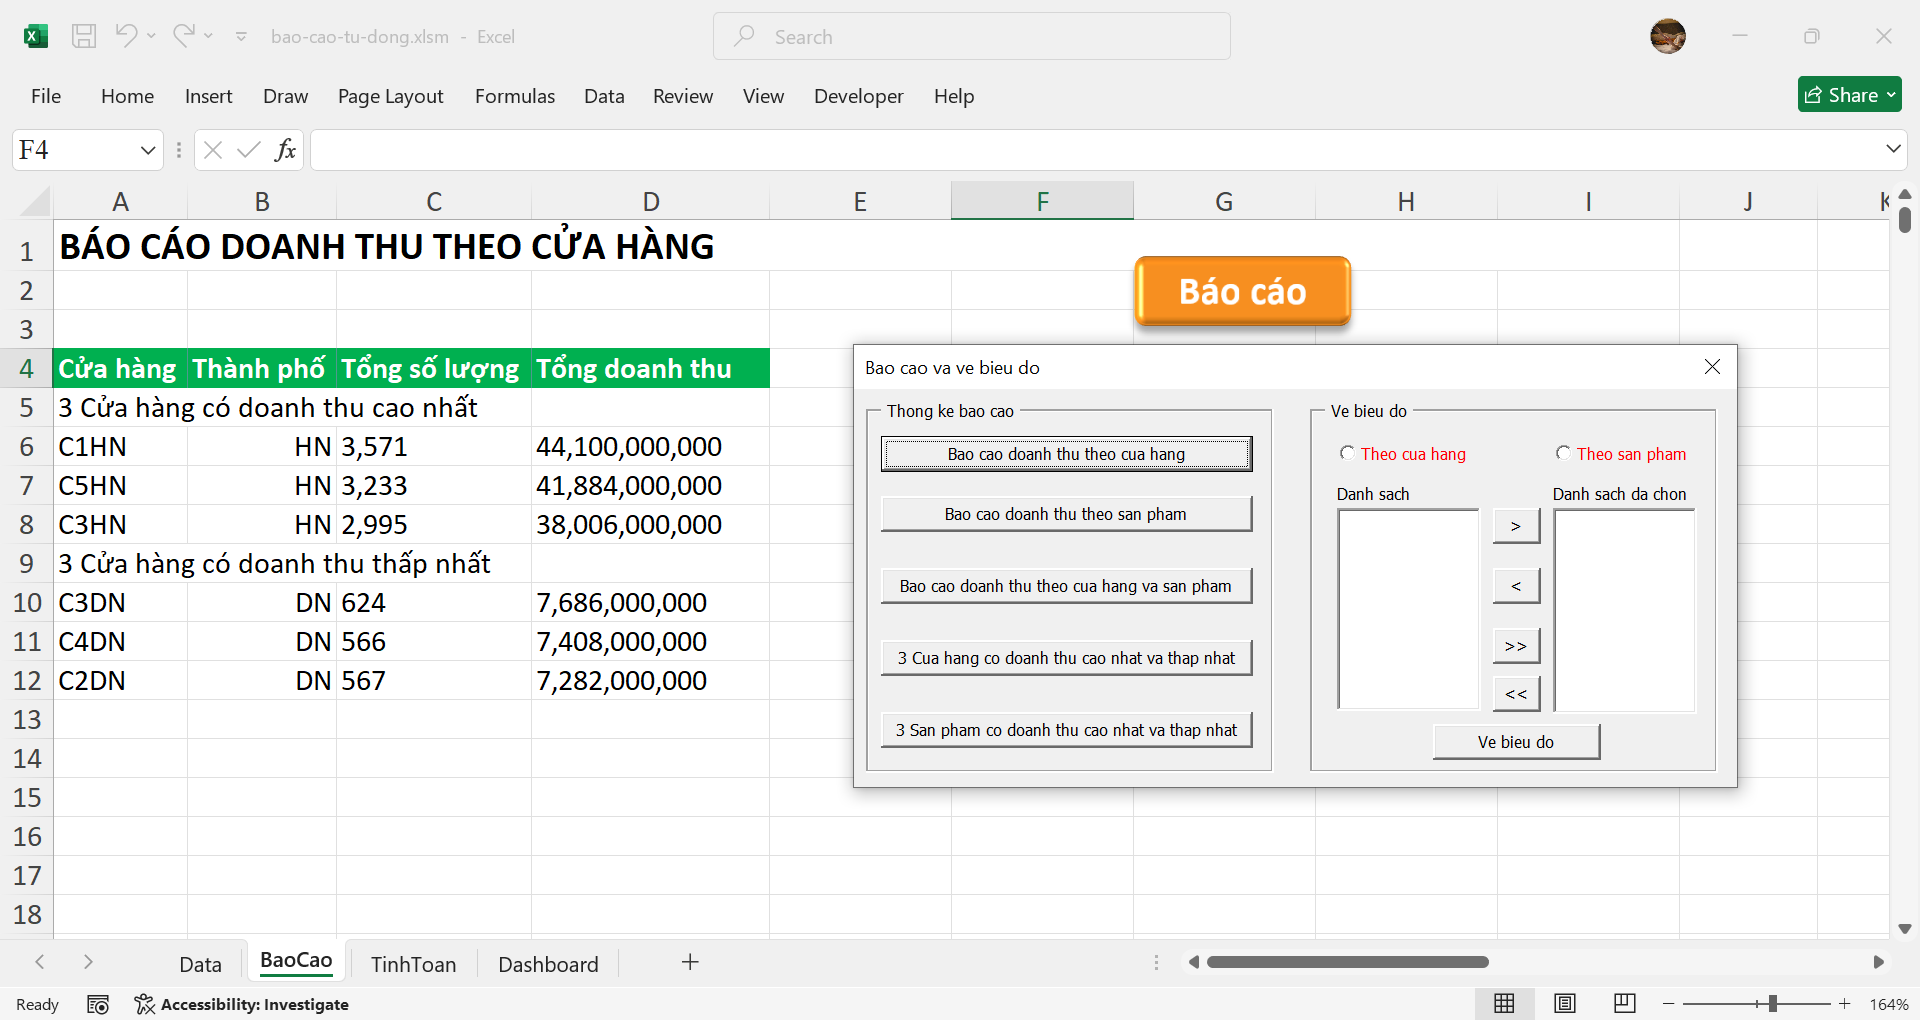 bao-cao-tu-dong.xlsm - Excel
Search
File Home Insert Draw Page Layout Formulas Data Review View Developer Help
Share
F4
fx
A B C D E F G H I J K
1 BÁO CÁO DOANH THU THEO CỬA HÀNG
2
3
Báo cáo
4 Cửa hàng Thành phố Tổng số lượng Tổng doanh thu
5 3 Cửa hàng có doanh thu cao nhất
6 C1HN HN 3,571 44,100,000,000
7 C5HN HN 3,233 41,884,000,000
8 C3HN HN 2,995 38,006,000,000
9 3 Cửa hàng có doanh thu thấp nhất
10 C3DN DN 624 7,686,000,000
11 C4DN DN 566 7,408,000,000
12 C2DN DN 567 7,282,000,000
13
14
15
16
17
18
Bao cao va ve bieu do
Thong ke bao cao
Bao cao doanh thu theo cua hang
Bao cao doanh thu theo san pham
Bao cao doanh thu theo cua hang va san pham
3 Cua hang co doanh thu cao nhat va thap nhat
3 San pham co doanh thu cao nhat va thap nhat
Ve bieu do
Theo cua hang Theo san pham
Danh sach Danh sach da chon
>
<
>>
<<
Ve bieu do
Data BaoCao TinhToan Dashboard
Ready Accessibility: Investigate 164%